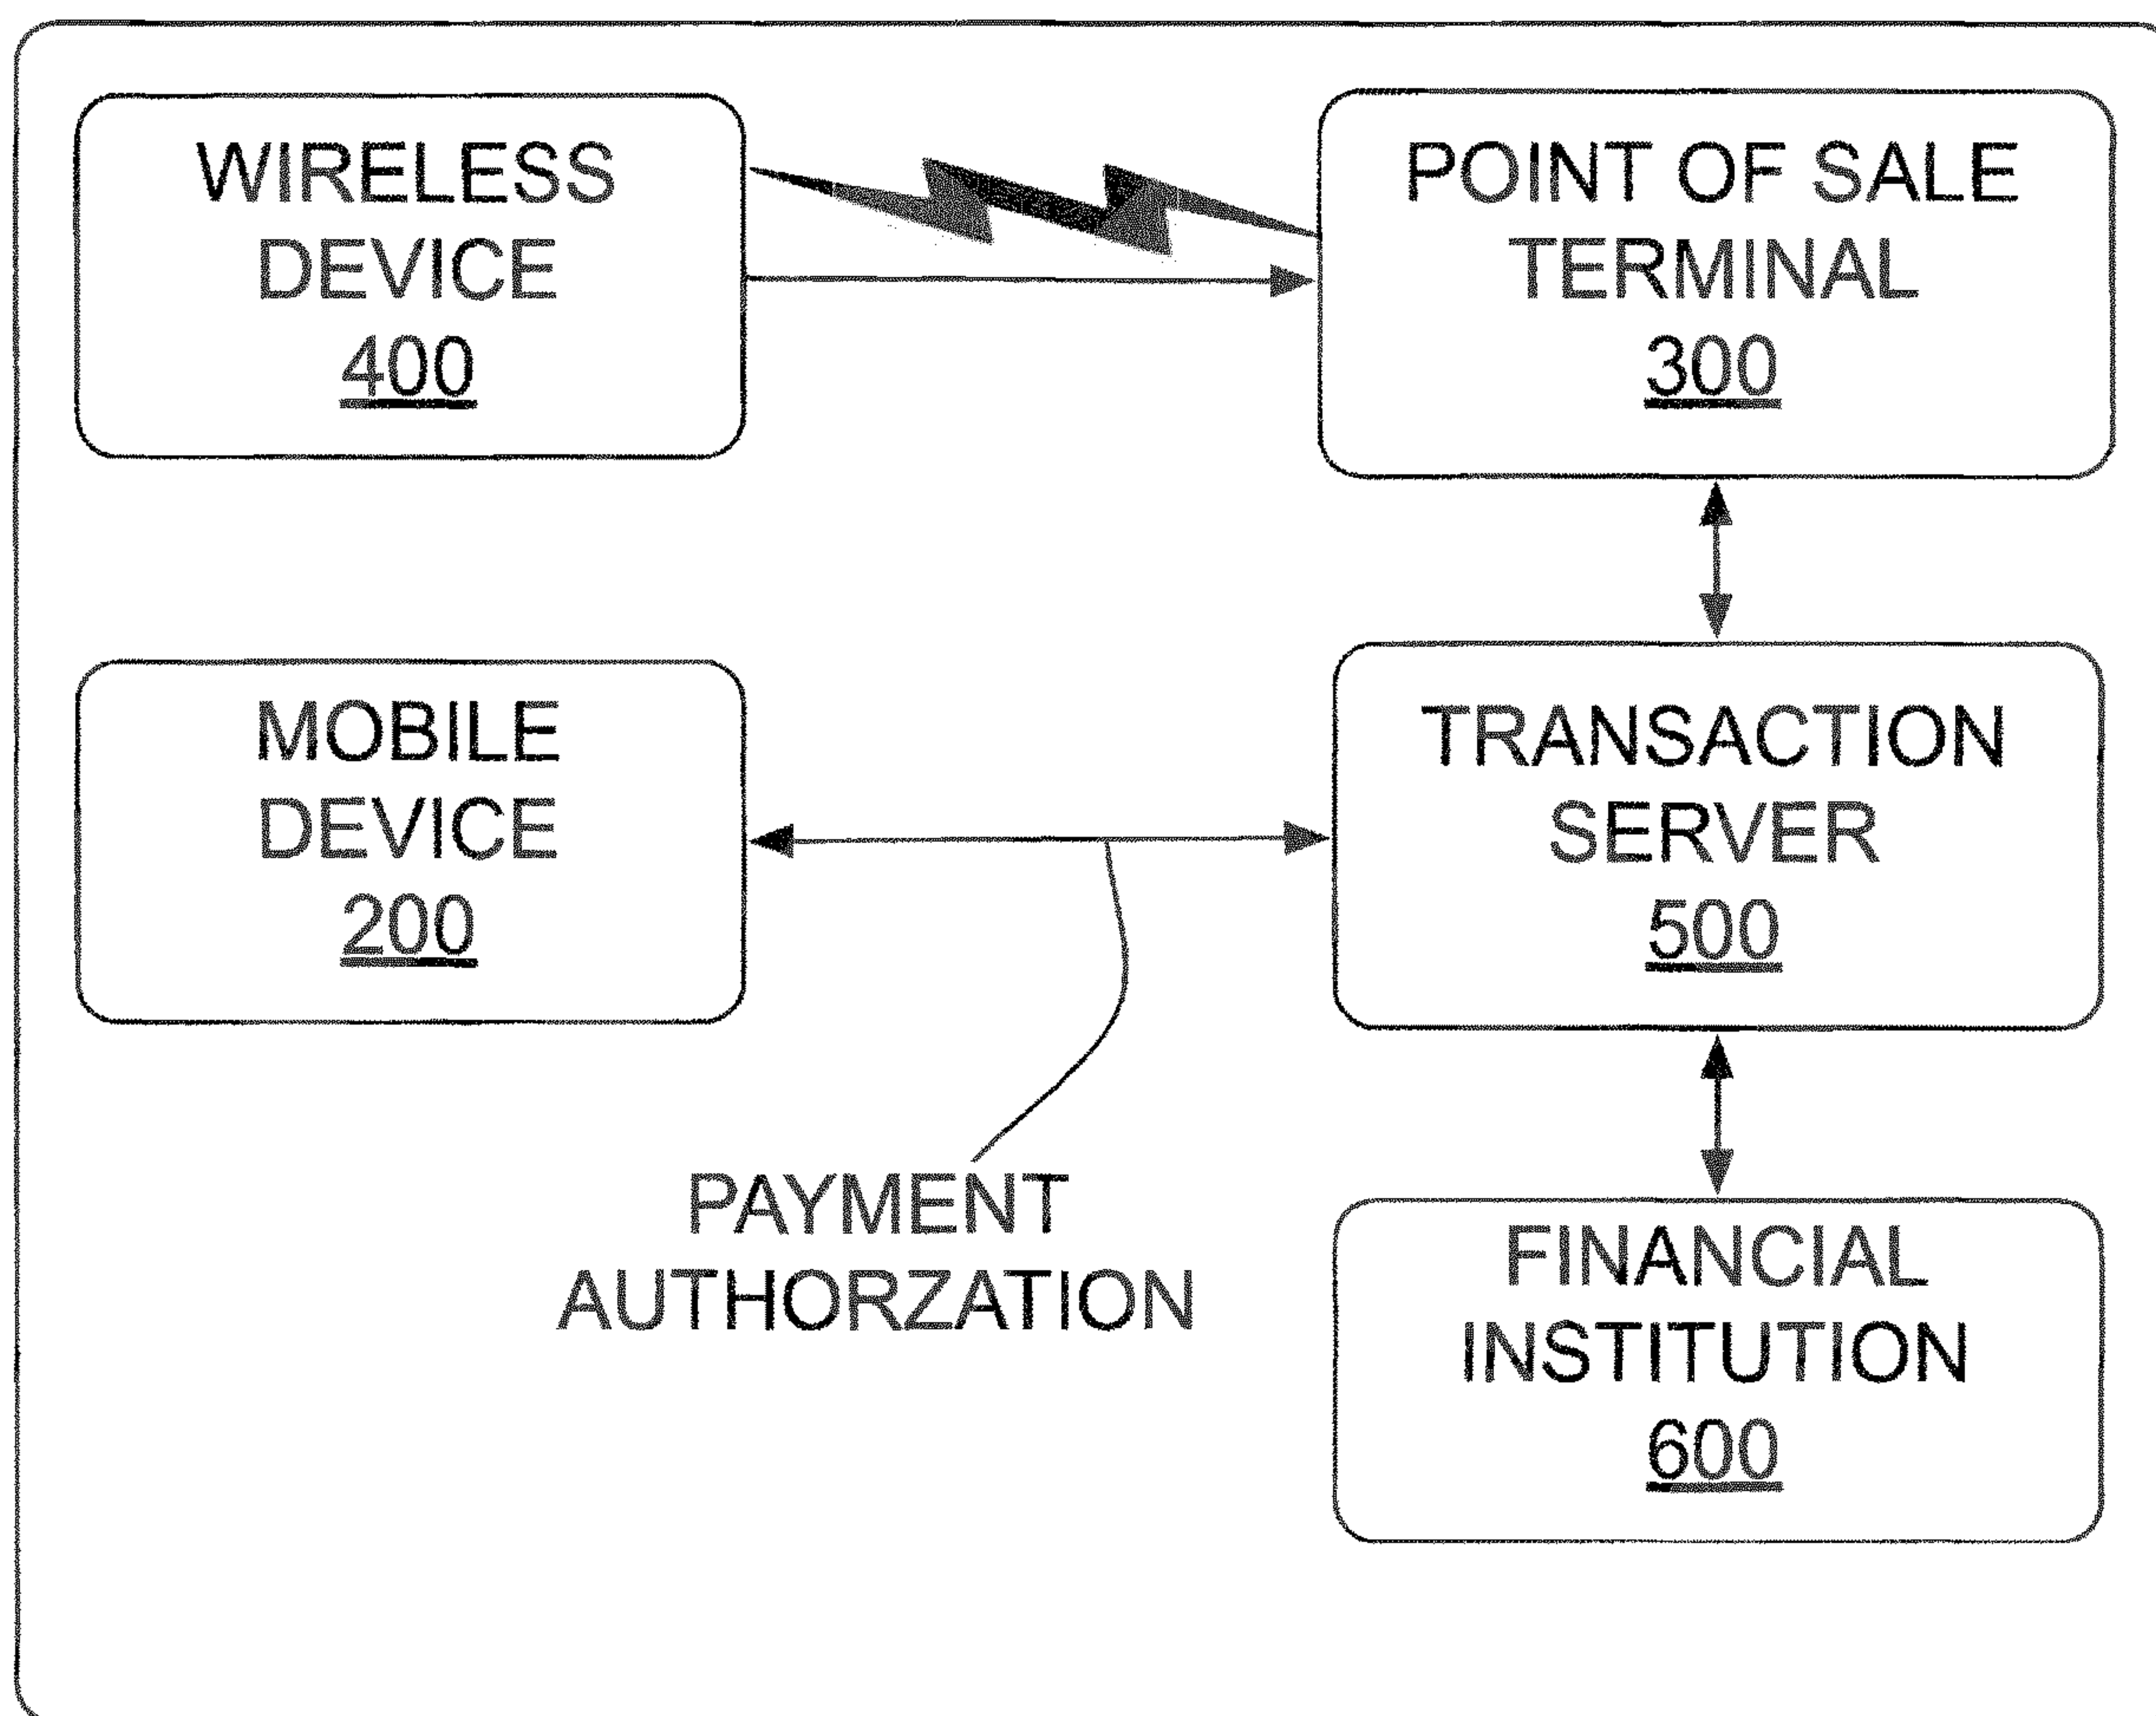 WIRELESS
DEVICE
400
POINT OF SALE
TERMINAL
300
MOBILE
DEVICE
200
TRANSACTION
SERVER
500
PAYMENT
AUTHORZATION
FINANCIAL
INSTITUTION
600